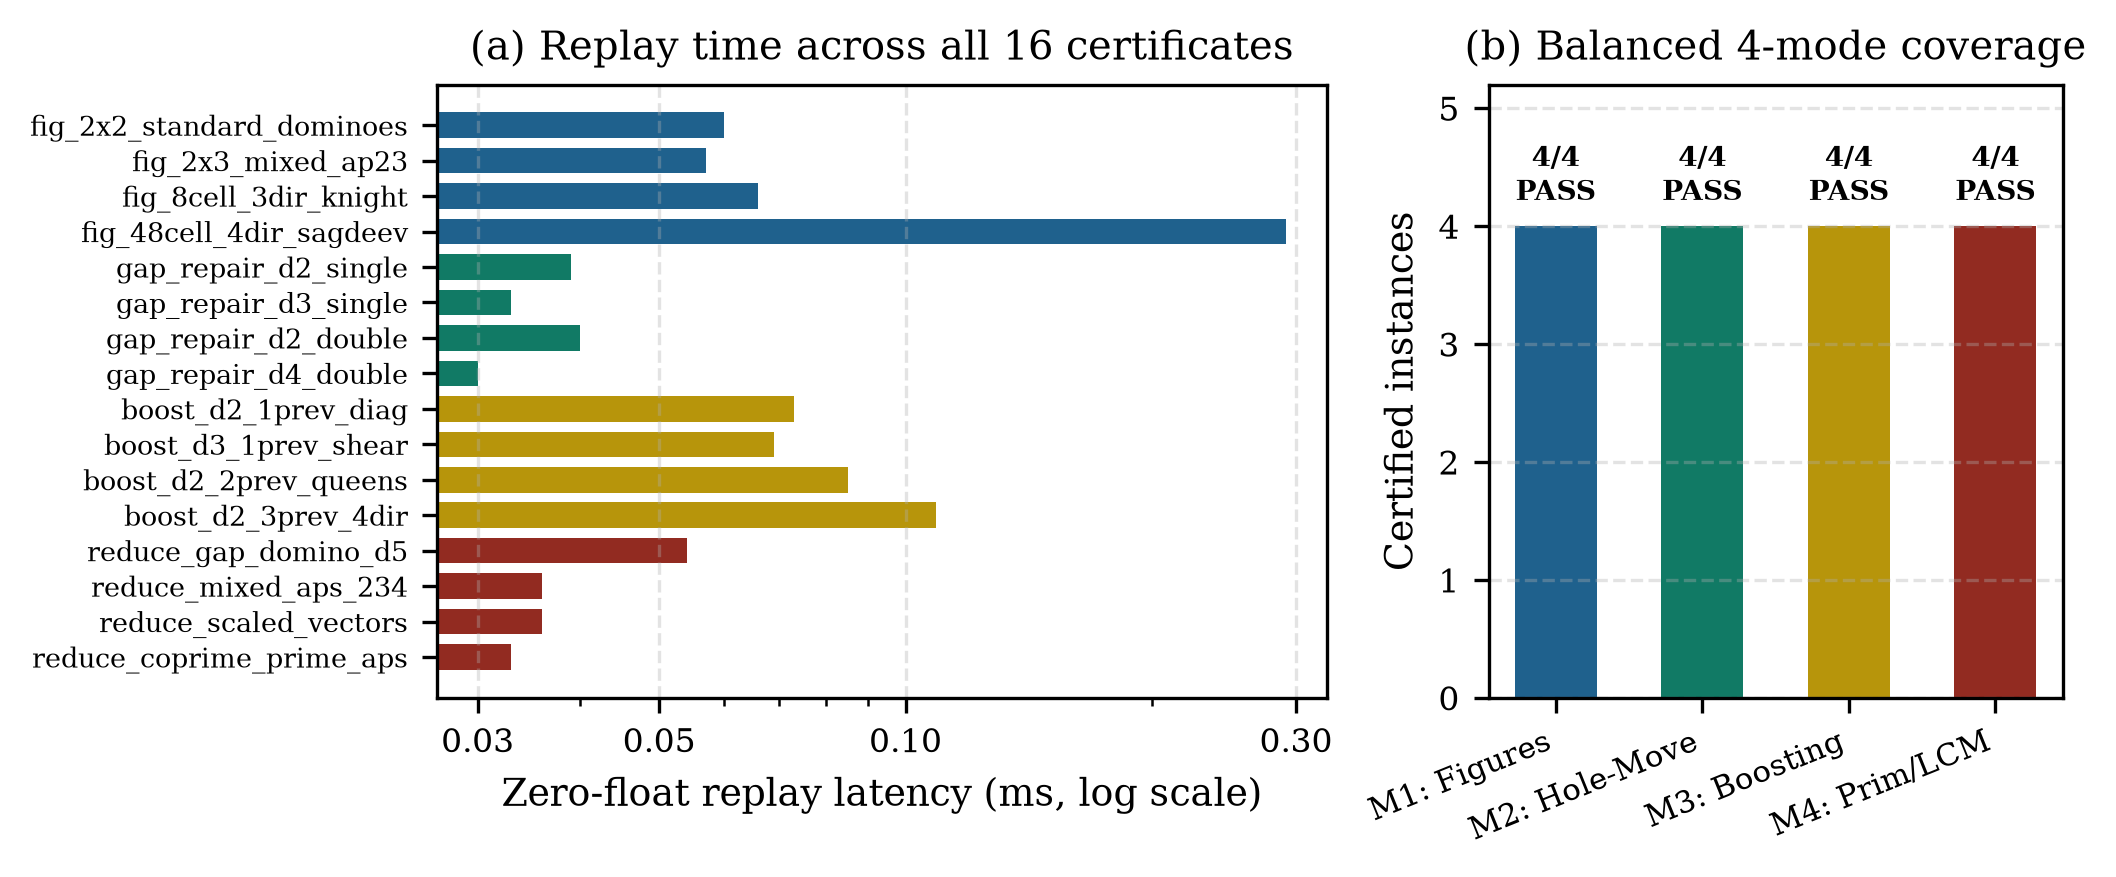 (a) Replay time across all 16 certificates
fig_2x2_standard_dominoes
fig_2x3_mixed_ap23
fig_8cell_3dir_knight
fig_48cell_4dir_sagdeev
gap_repair_d2_single
gap_repair_d3_single
gap_repair_d2_double
gap_repair_d4_double
boost_d2_1prev_diag
boost_d3_1prev_shear
boost_d2_2prev_queens
boost_d2_3prev_4dir
reduce_gap_domino_d5
reduce_mixed_aps_234
reduce_scaled_vectors
reduce_coprime_prime_aps
0.03 0.05 0.10 0.30
Zero-float replay latency (ms, log scale)
(b) Balanced 4-mode coverage
Certified instances
5
4
3
2
1
0
4/4 4/4 4/4 4/4
PASS PASS PASS PASS
M1: Figures
M2: Hole-Move
M3: Boosting
M4: Prim/LCM